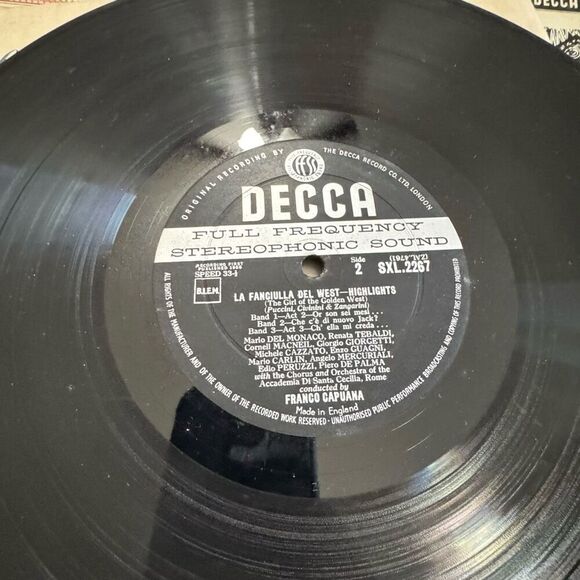 DECCA
ORIGINAL RECORDING BY
THE DECCA RECORD CO. LTD. LONDON
DECCA
FULL FREQUENCY
STEREOPHONIC SOUND
RECORDING FIRST
PUBLISHED
SPEED 33⅓
Side
2
(ZAL.4761)
SXL.2267
B.I.E.M.
LA FANCIULLA DEL WEST—HIGHLIGHTS
(The Girl of the Golden West)
(Puccini, Civinini & Zangarini)
Band 1—Act 2—Or son sei mesi...
Band 2—Che c'è di nuovo Jack?
Band 3—Act 3—Ch' ella mi creda...
Mario DEL MONACO, Renata TEBALDI,
Cornell MACNEIL, Giorgio GIORGETTI,
Michele CAZZATO, Enzo GUAGNI,
Mario CARLIN, Angelo MERCURIALI,
Edio PERUZZI, Piero DE PALMA
with the Chorus and Orchestra of the
Accademia Di Santa Cecilia, Rome
conducted by
FRANCO CAPUANA
Made in England
ALL RIGHTS OF THE MANUFACTURER AND OF THE OWNER OF THE RECORDED WORK RESERVED · UNAUTHORISED PUBLIC PERFORMANCE BROADCASTING AND COPYING OF THIS RECORD PROHIBITED